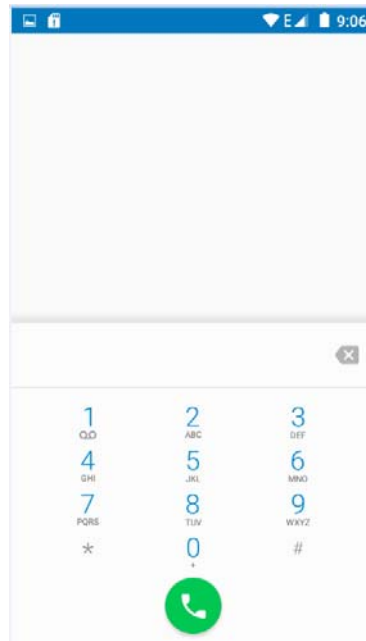 E 9:06
1 2 3
ABC DEF
4 5 6
GHI JKL MNO
7 8 9
PQRS TUV WXYZ
* 0 #
+